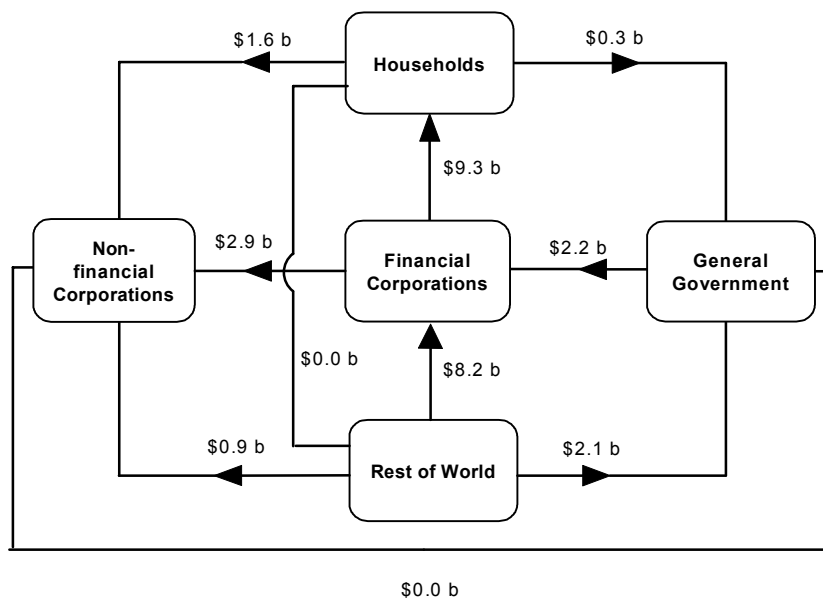 $1.6 b
$0.3 b
Households
$9.3 b
Non-
financial
Corporations
$2.9 b
Financial
Corporations
$2.2 b
General
Government
$0.0 b
$8.2 b
$0.9 b
Rest of World
$2.1 b
$0.0 b